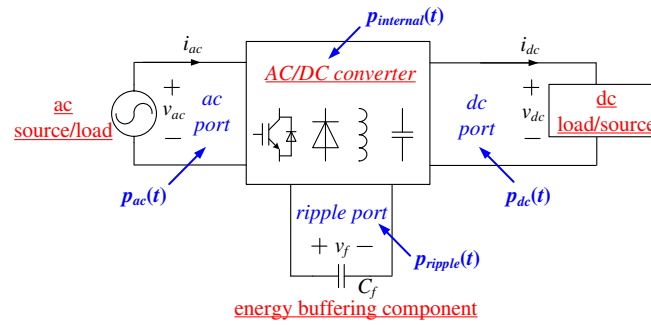 p_internal(t)
i_ac
i_dc
AC/DC converter
ac
source/load
+
v_ac
−
ac
port
dc
port
+
v_dc
−
dc
load/source
p_ac(t)
p_dc(t)
ripple port
+ v_f −
p_ripple(t)
C_f
energy buffering component